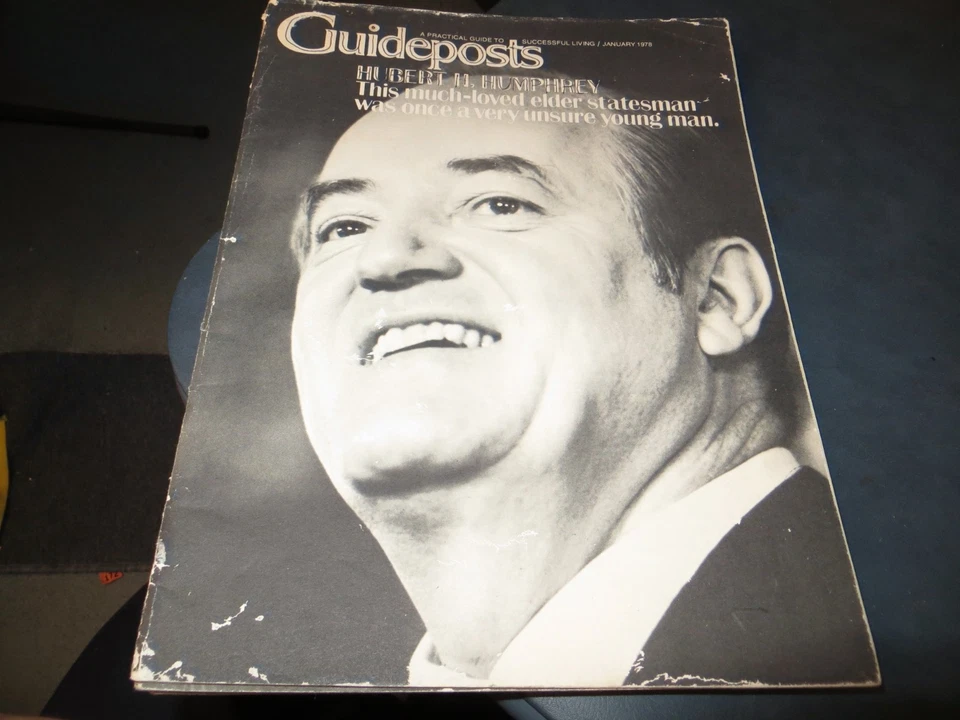 Guideposts
A PRACTICAL GUIDE TO SUCCESSFUL LIVING / JANUARY 1978
HUBERT H. HUMPHREY
This much-loved elder statesman
was once a very unsure young man.